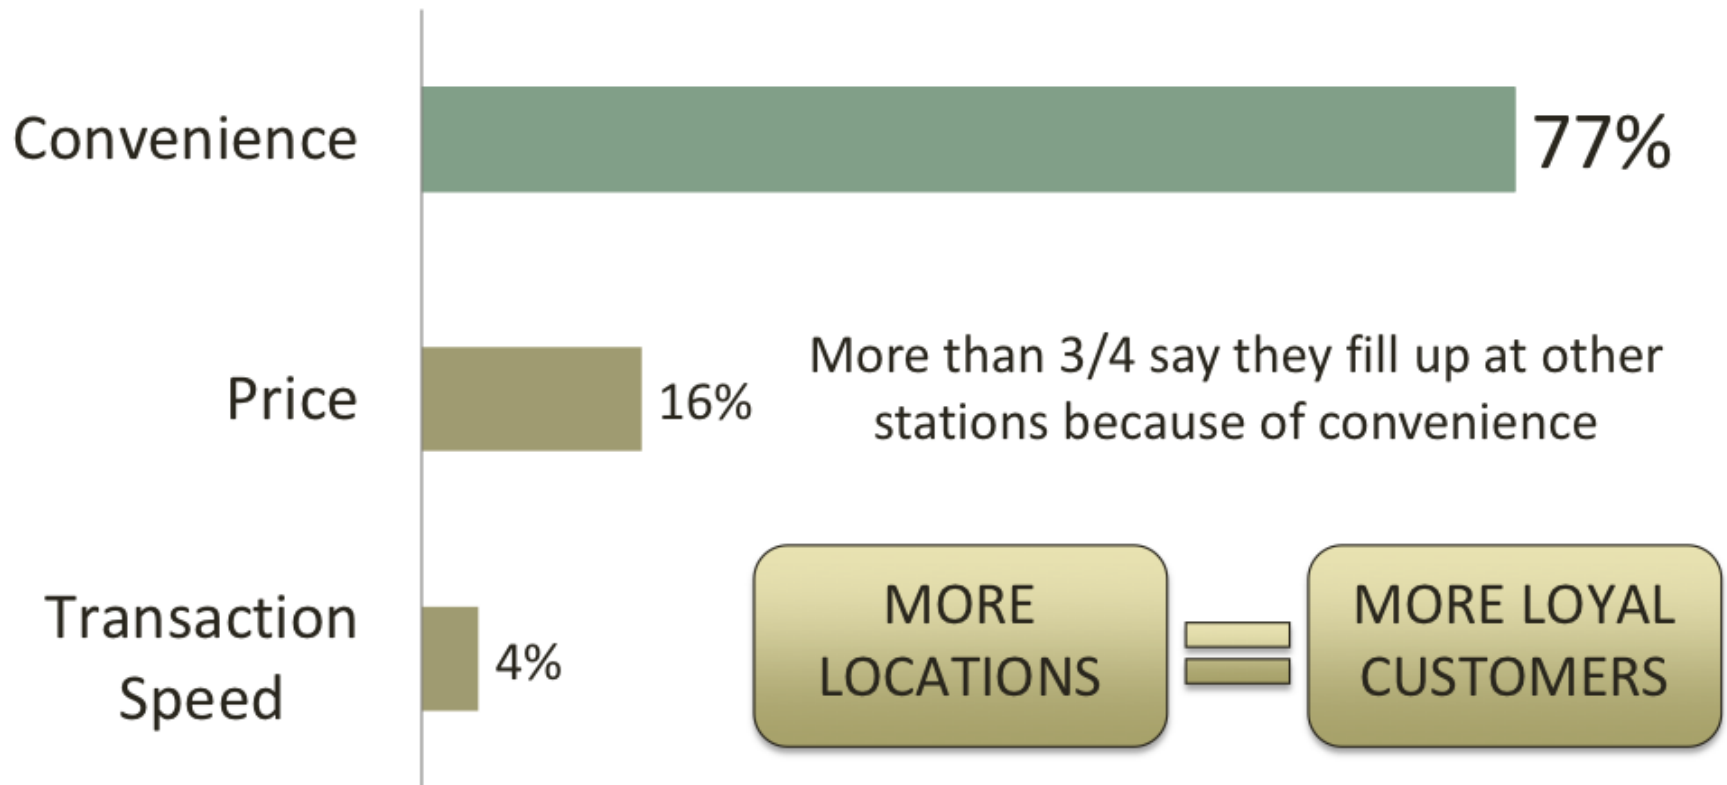 Convenience
77%
Price
16%
More than 3/4 say they fill up at other
stations because of convenience
Transaction
Speed
4%
MORE
LOCATIONS
MORE LOYAL
CUSTOMERS